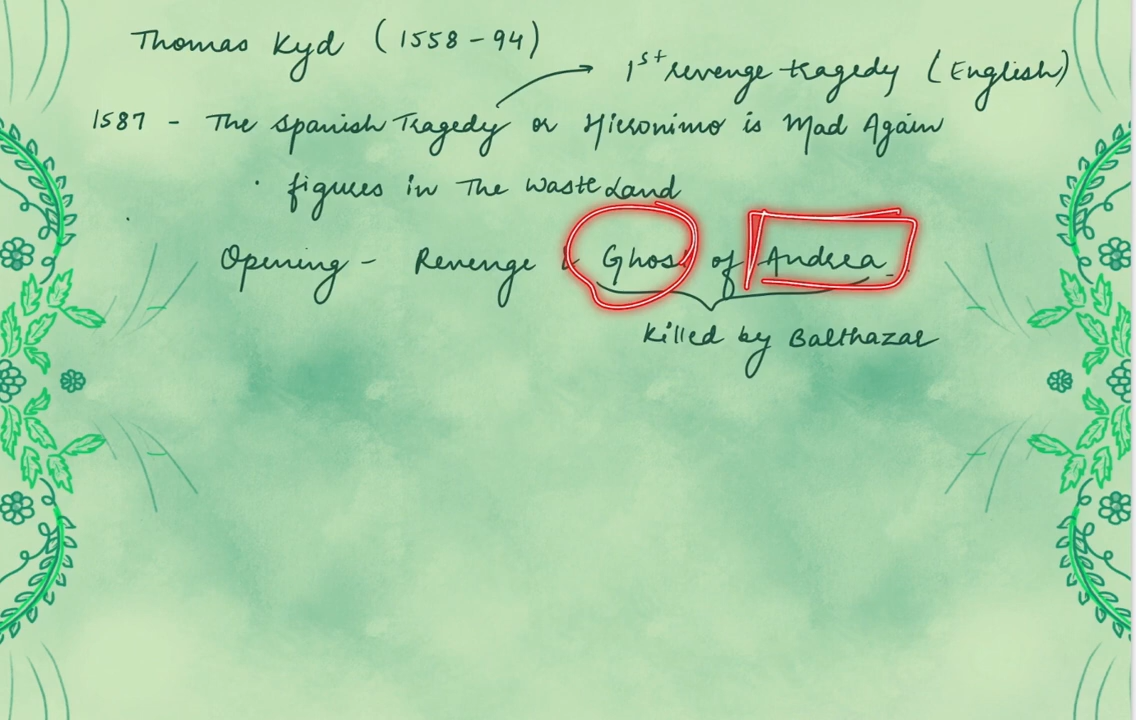 Thomas Kyd (1558-94)
1st revenge tragedy (English)
1587 - The Spanish Tragedy or Hieronimo is Mad Again
· figures in The Waste Land
Opening - Revenge & Ghost of Andrea
Killed by Balthazar